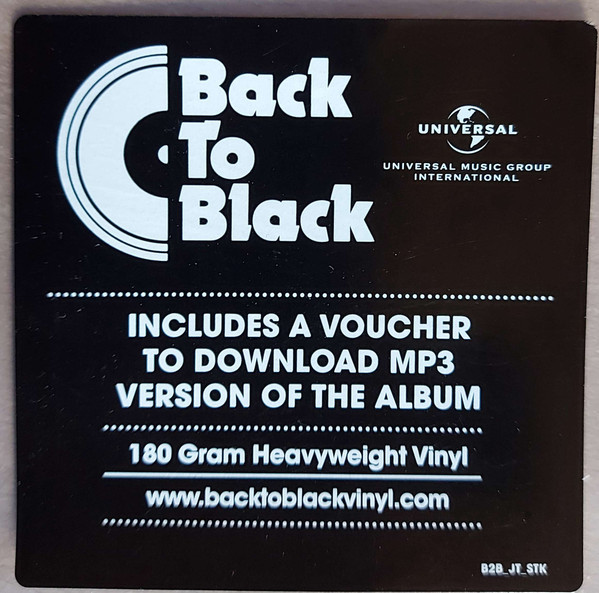 Back
To
Black
UNIVERSAL
UNIVERSAL MUSIC GROUP
INTERNATIONAL
INCLUDES A VOUCHER
TO DOWNLOAD MP3
VERSION OF THE ALBUM
180 Gram Heavyweight Vinyl
www.backtoblackvinyl.com
B2B_JT_STK